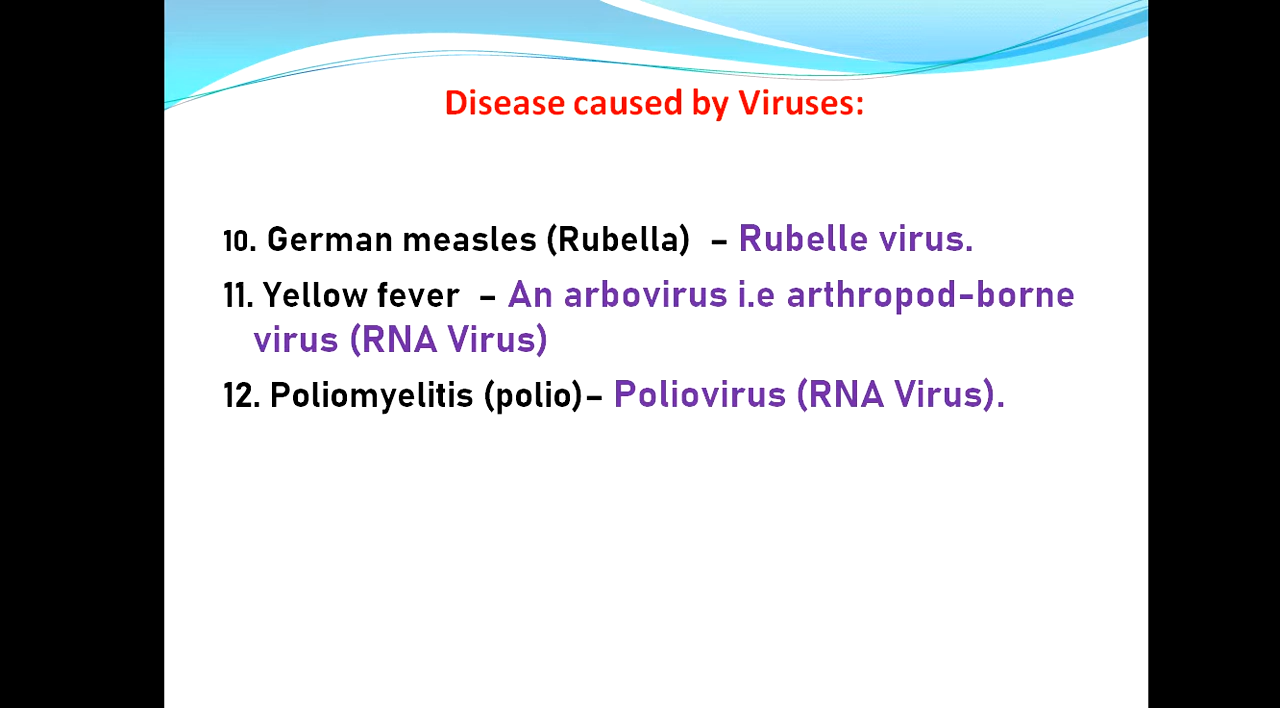 Disease caused by Viruses:
10. German measles (Rubella) – Rubelle virus.
11. Yellow fever – An arbovirus i.e arthropod-borne
virus (RNA Virus)
12. Poliomyelitis (polio)– Poliovirus (RNA Virus).